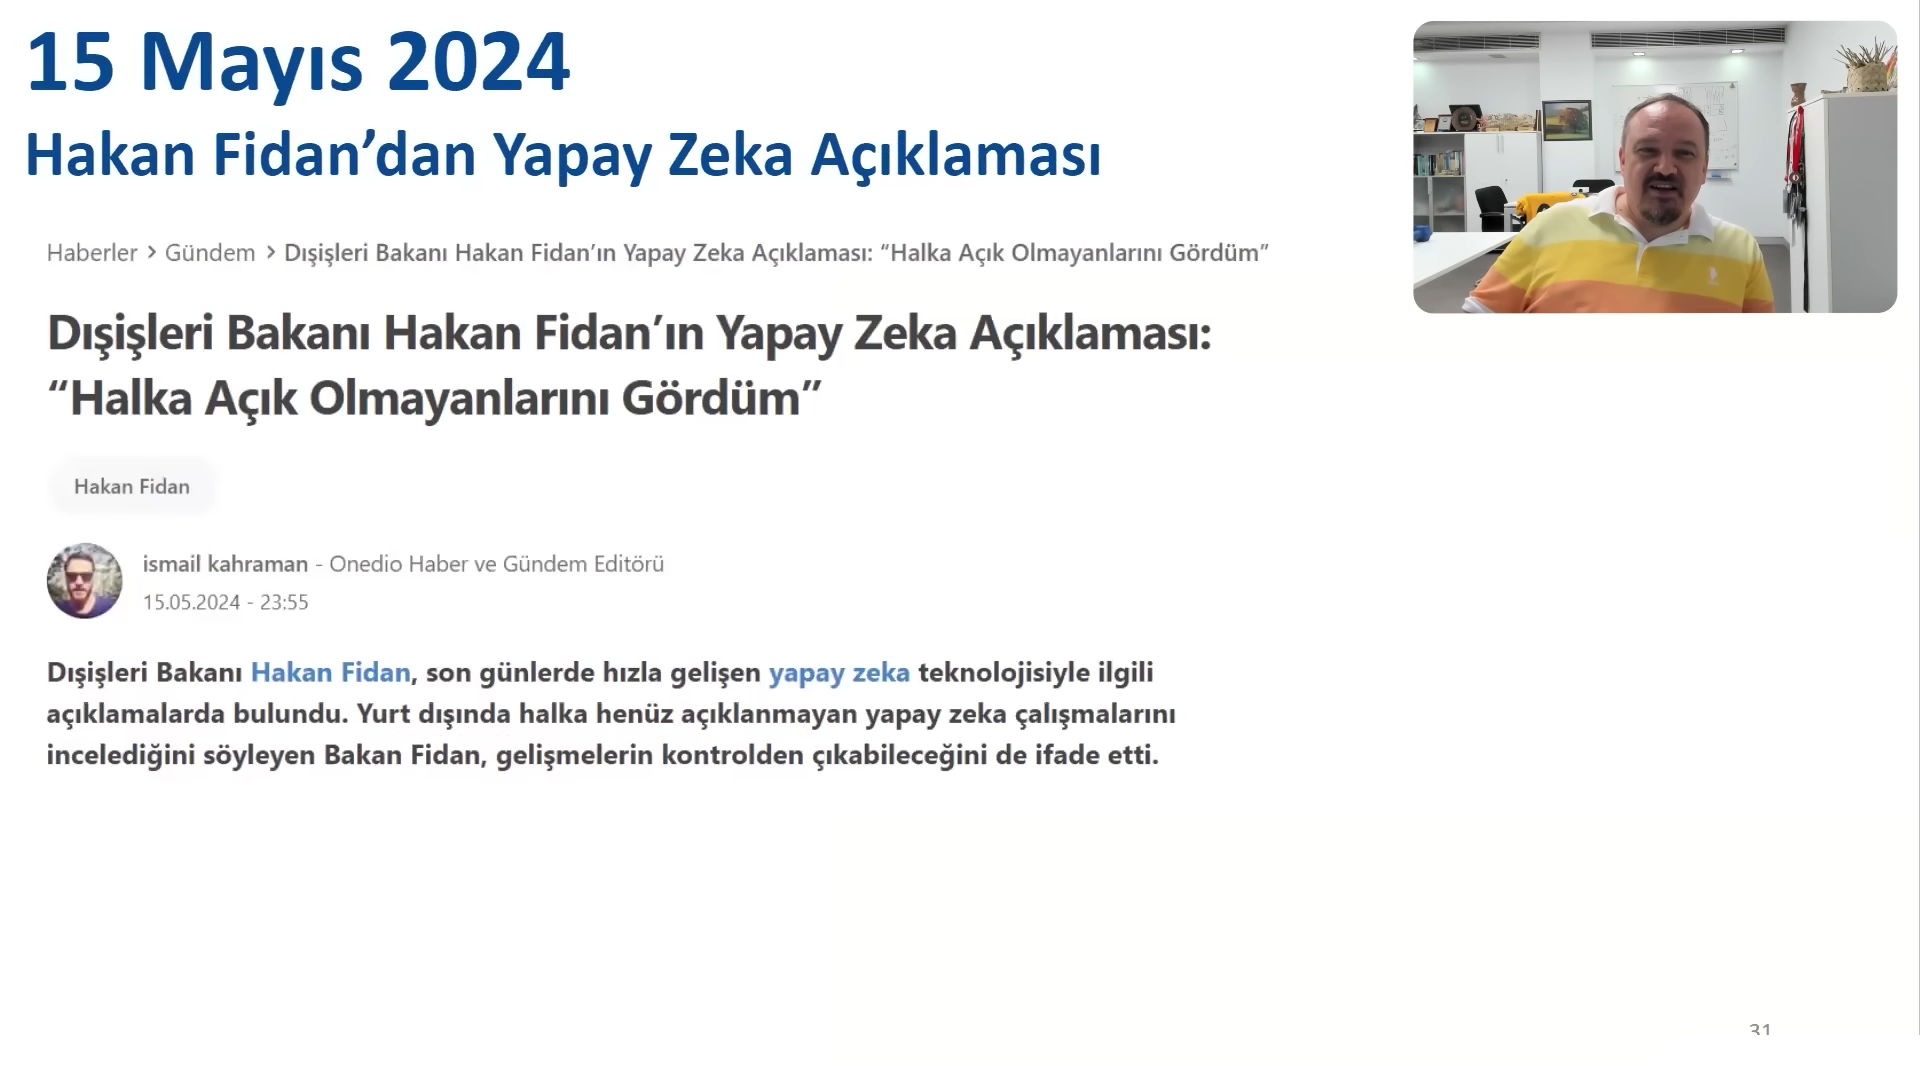 15 Mayıs 2024
Hakan Fidan’dan Yapay Zeka Açıklaması
Haberler > Gündem > Dışişleri Bakanı Hakan Fidan’ın Yapay Zeka Açıklaması: “Halka Açık Olmayanlarını Gördüm”
Dışişleri Bakanı Hakan Fidan’ın Yapay Zeka Açıklaması:
“Halka Açık Olmayanlarını Gördüm”
Hakan Fidan
ismail kahraman - Onedio Haber ve Gündem Editörü
15.05.2024 - 23:55
Dışişleri Bakanı Hakan Fidan, son günlerde hızla gelişen yapay zeka teknolojisiyle ilgili
açıklamalarda bulundu. Yurt dışında halka henüz açıklanmayan yapay zeka çalışmalarını
incelediğini söyleyen Bakan Fidan, gelişmelerin kontrolden çıkabileceğini de ifade etti.
31